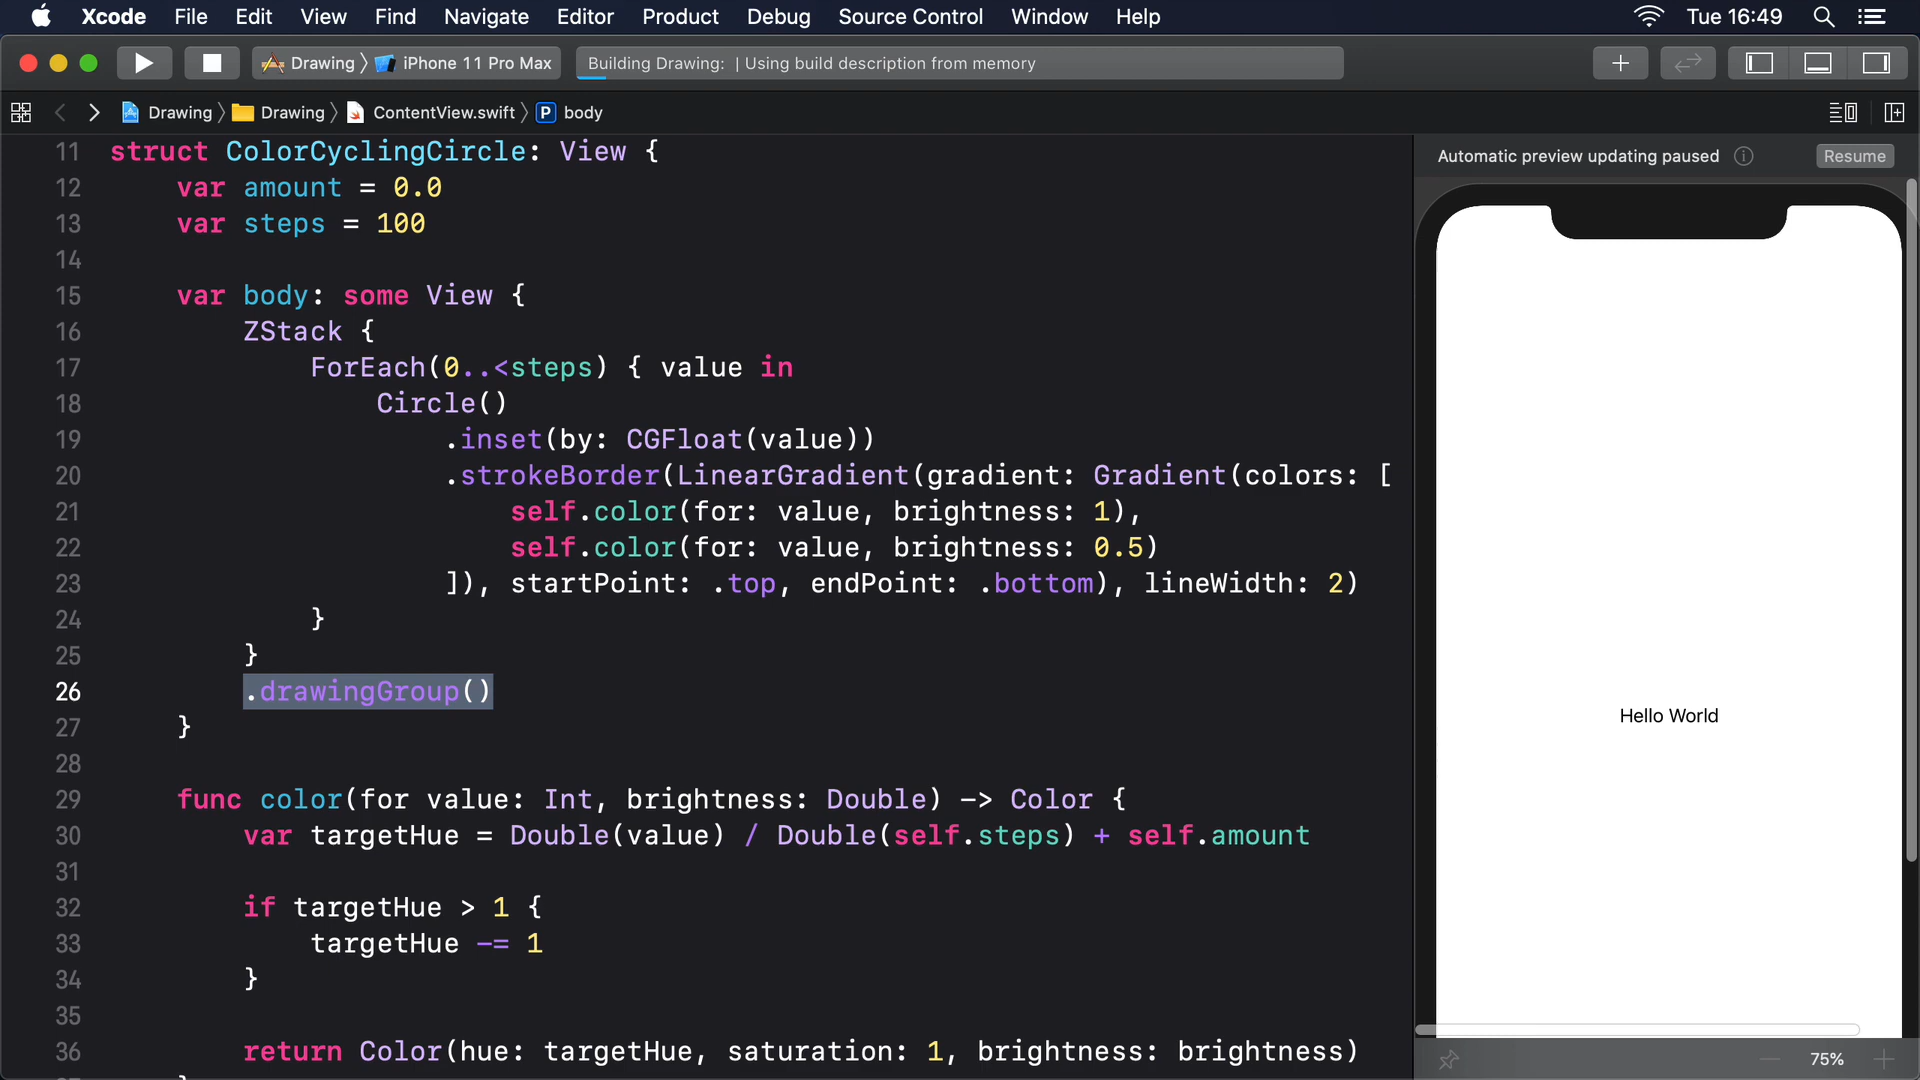 Xcode File Edit View Find Navigate Editor Product Debug Source Control Window Help Tue 16:49
Drawing iPhone 11 Pro Max Building Drawing: | Using build description from memory
Drawing Drawing ContentView.swift P body
Automatic preview updating paused Resume
11 struct ColorCyclingCircle: View {
12 var amount = 0.0
13 var steps = 100
14
15 var body: some View {
16 ZStack {
17 ForEach(0..<steps) { value in
18 Circle()
19 .inset(by: CGFloat(value))
20 .strokeBorder(LinearGradient(gradient: Gradient(colors: [
21 self.color(for: value, brightness: 1),
22 self.color(for: value, brightness: 0.5)
23 ]), startPoint: .top, endPoint: .bottom), lineWidth: 2)
24 }
25 }
26 .drawingGroup()
27 }
28
29 func color(for value: Int, brightness: Double) -> Color {
30 var targetHue = Double(value) / Double(self.steps) + self.amount
31
32 if targetHue > 1 {
33 targetHue -= 1
34 }
35
36 return Color(hue: targetHue, saturation: 1, brightness: brightness)
Hello World
75%